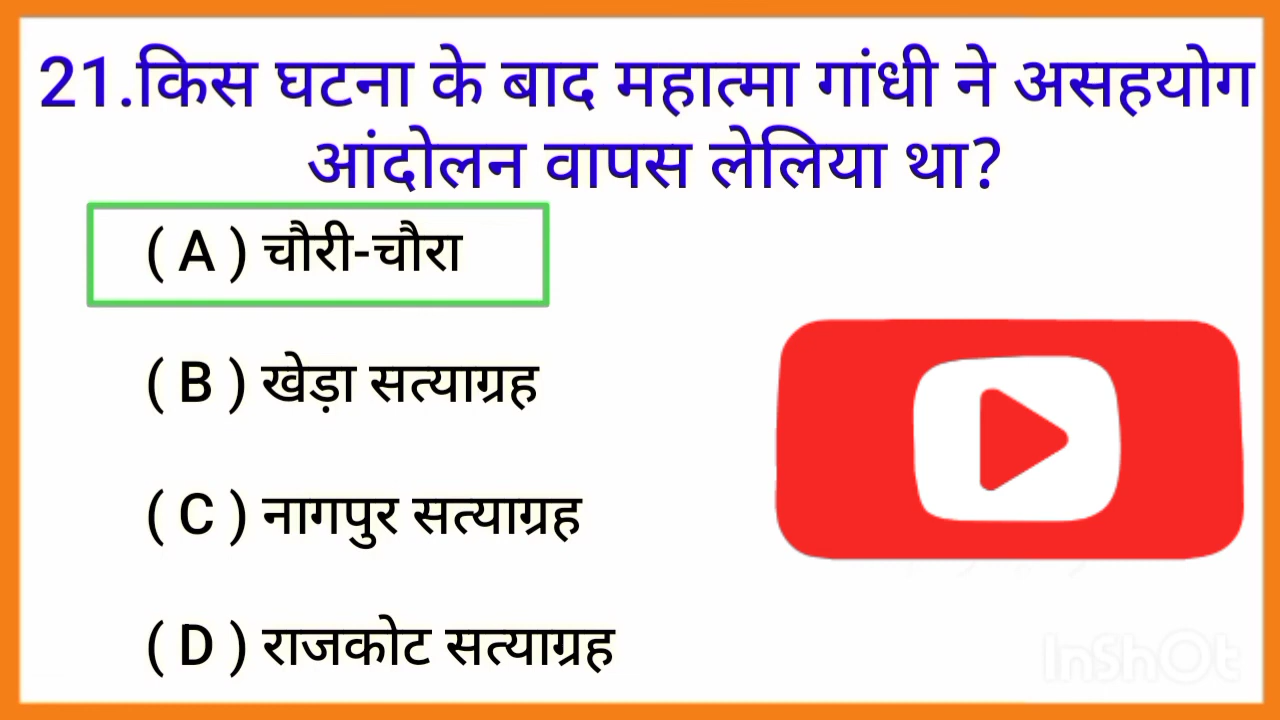 21.किस घटना के बाद महात्मा गांधी ने असहयोग
आंदोलन वापस लेलिया था?
( A ) चौरी-चौरा
( B ) खेड़ा सत्याग्रह
( C ) नागपुर सत्याग्रह
( D ) राजकोट सत्याग्रह
InShOt